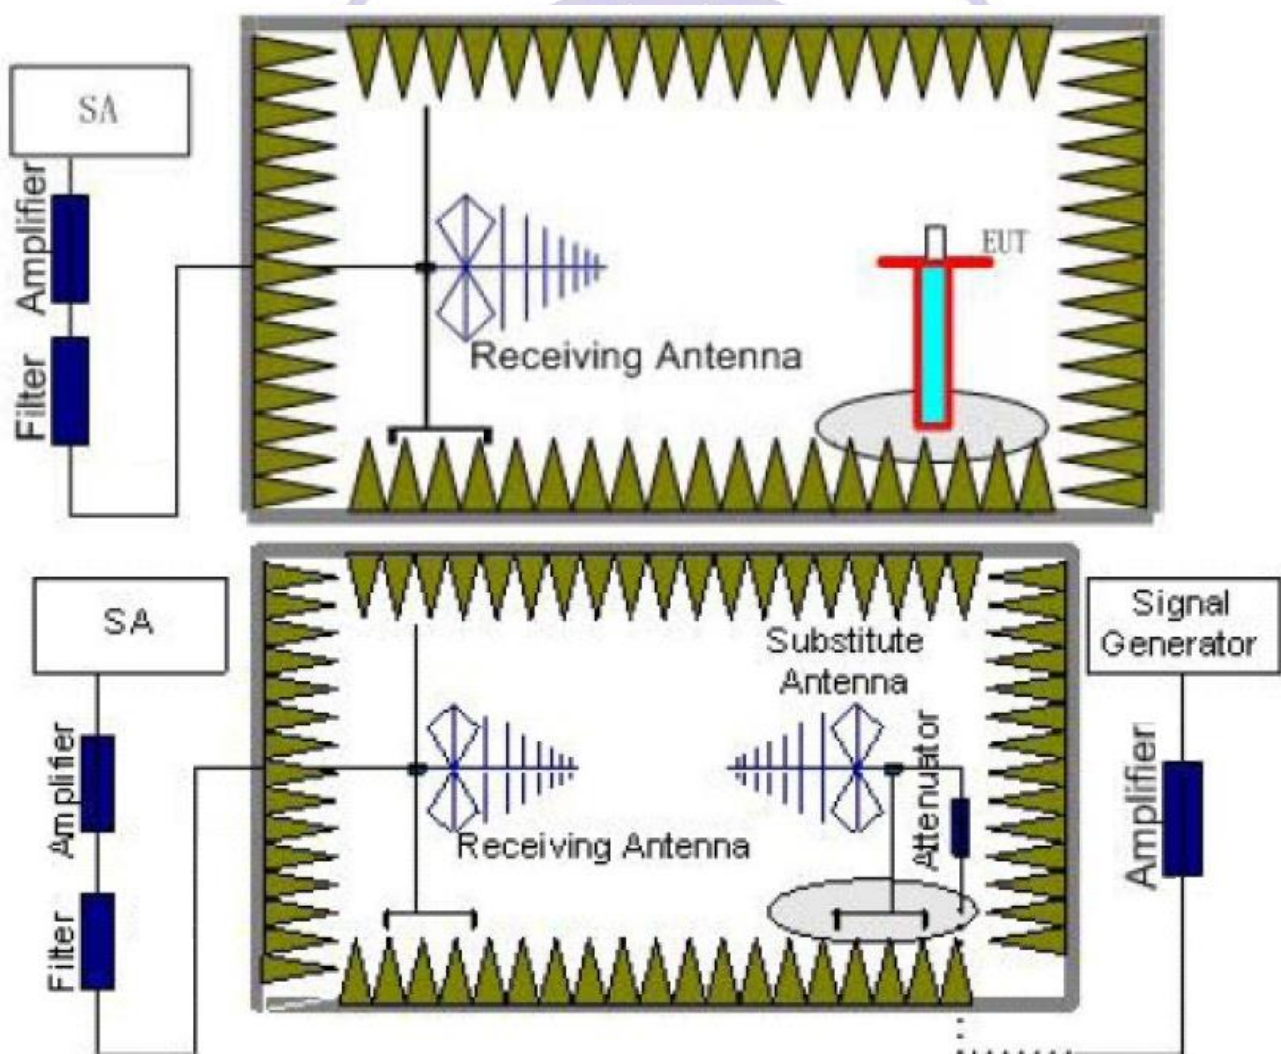 SA
Amplifier
Filter
EUT
Receiving Antenna
SA
Amplifier
Filter
Substitute
Antenna
Attenuator
Receiving Antenna
Signal
Generator
Amplifier